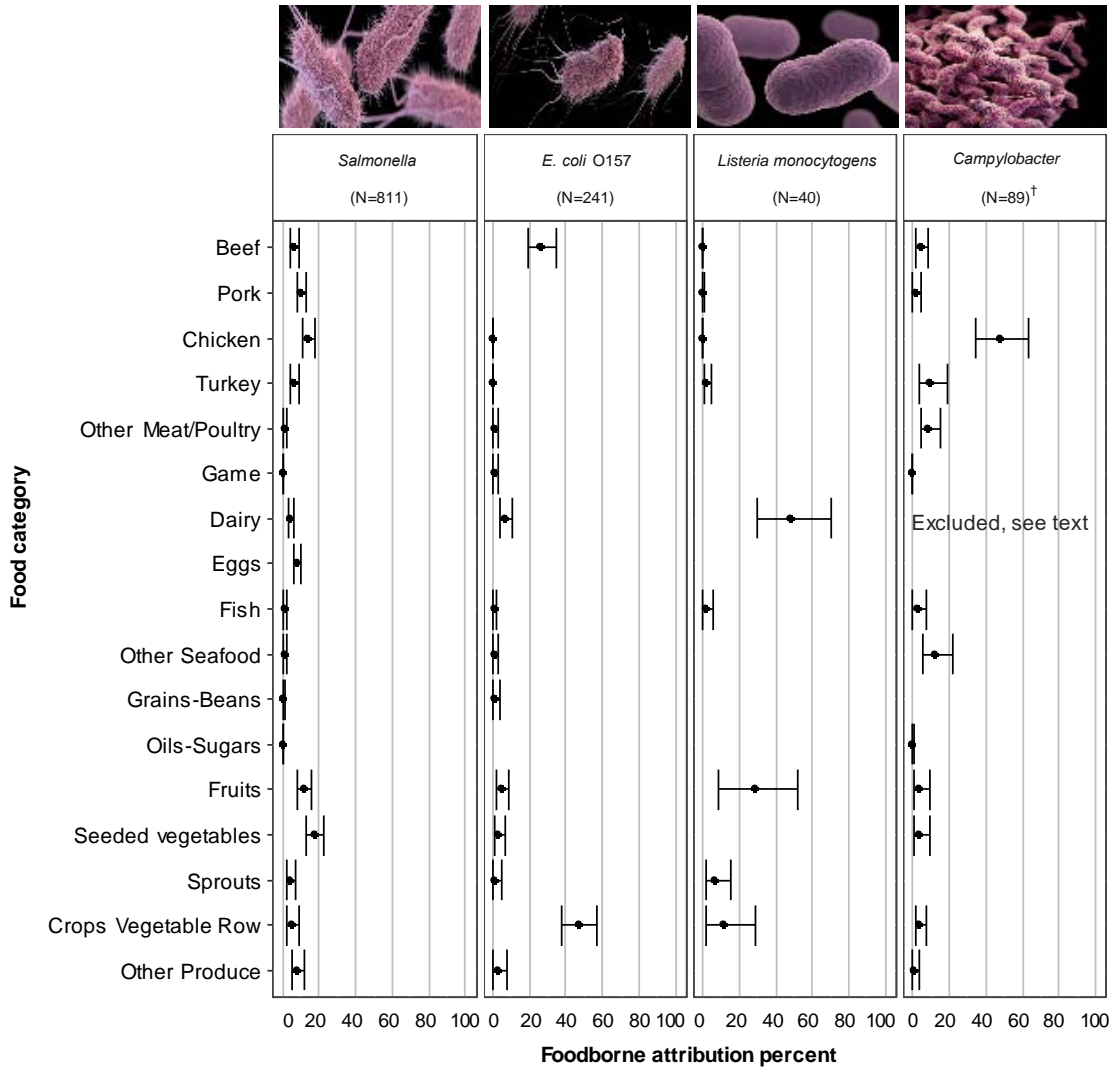 Salmonella
(N=811)
E. coli O157
(N=241)
Listeria monocytogens
(N=40)
Campylobacter
(N=89)†
Food category
Beef
Pork
Chicken
Turkey
Other Meat/Poultry
Game
Dairy
Excluded, see text
Eggs
Fish
Other Seafood
Grains-Beans
Oils-Sugars
Fruits
Seeded vegetables
Sprouts
Crops Vegetable Row
Other Produce
0 20 40 60 80 100
0 20 40 60 80 100
0 20 40 60 80 100
0 20 40 60 80 100
Foodborne attribution percent